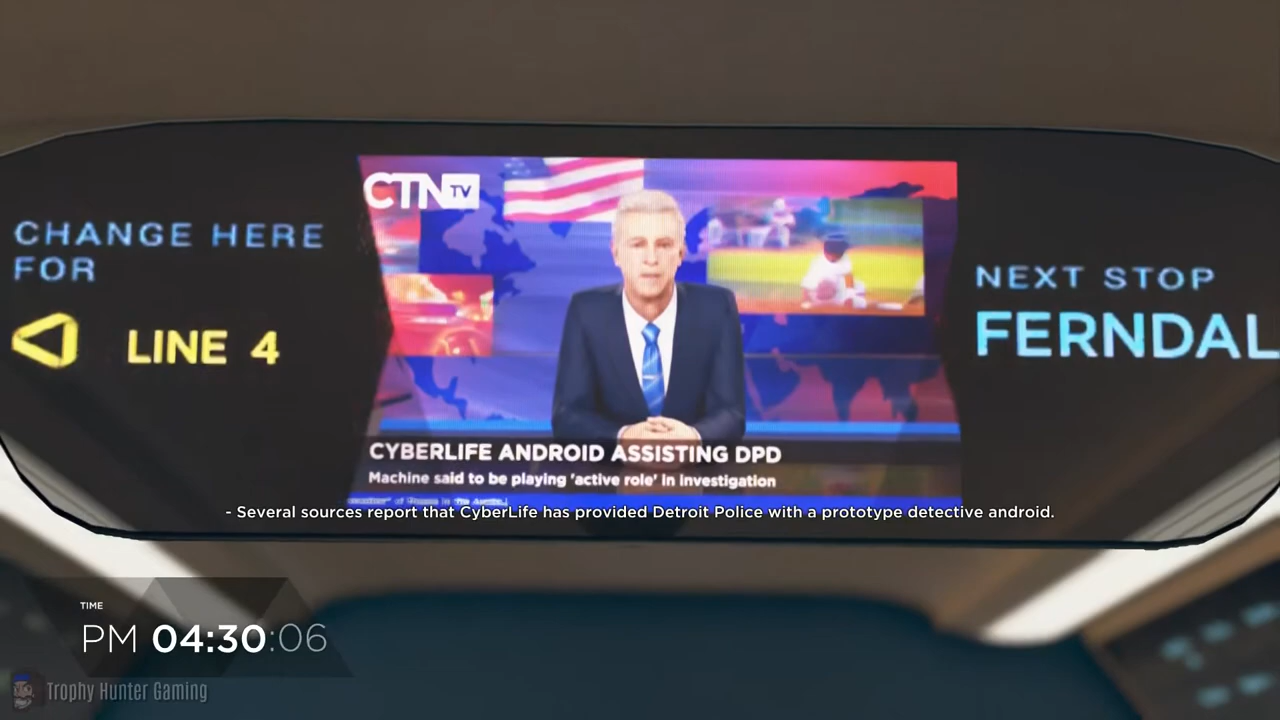 CTN TV
CHANGE HERE
FOR
LINE 4
NEXT STOP
FERNDAL
CYBERLIFE ANDROID ASSISTING DPD
Machine said to be playing 'active role' in investigation
- Several sources report that CyberLife has provided Detroit Police with a prototype detective android.
TIME
PM 04:30:06
Trophy Hunter Gaming